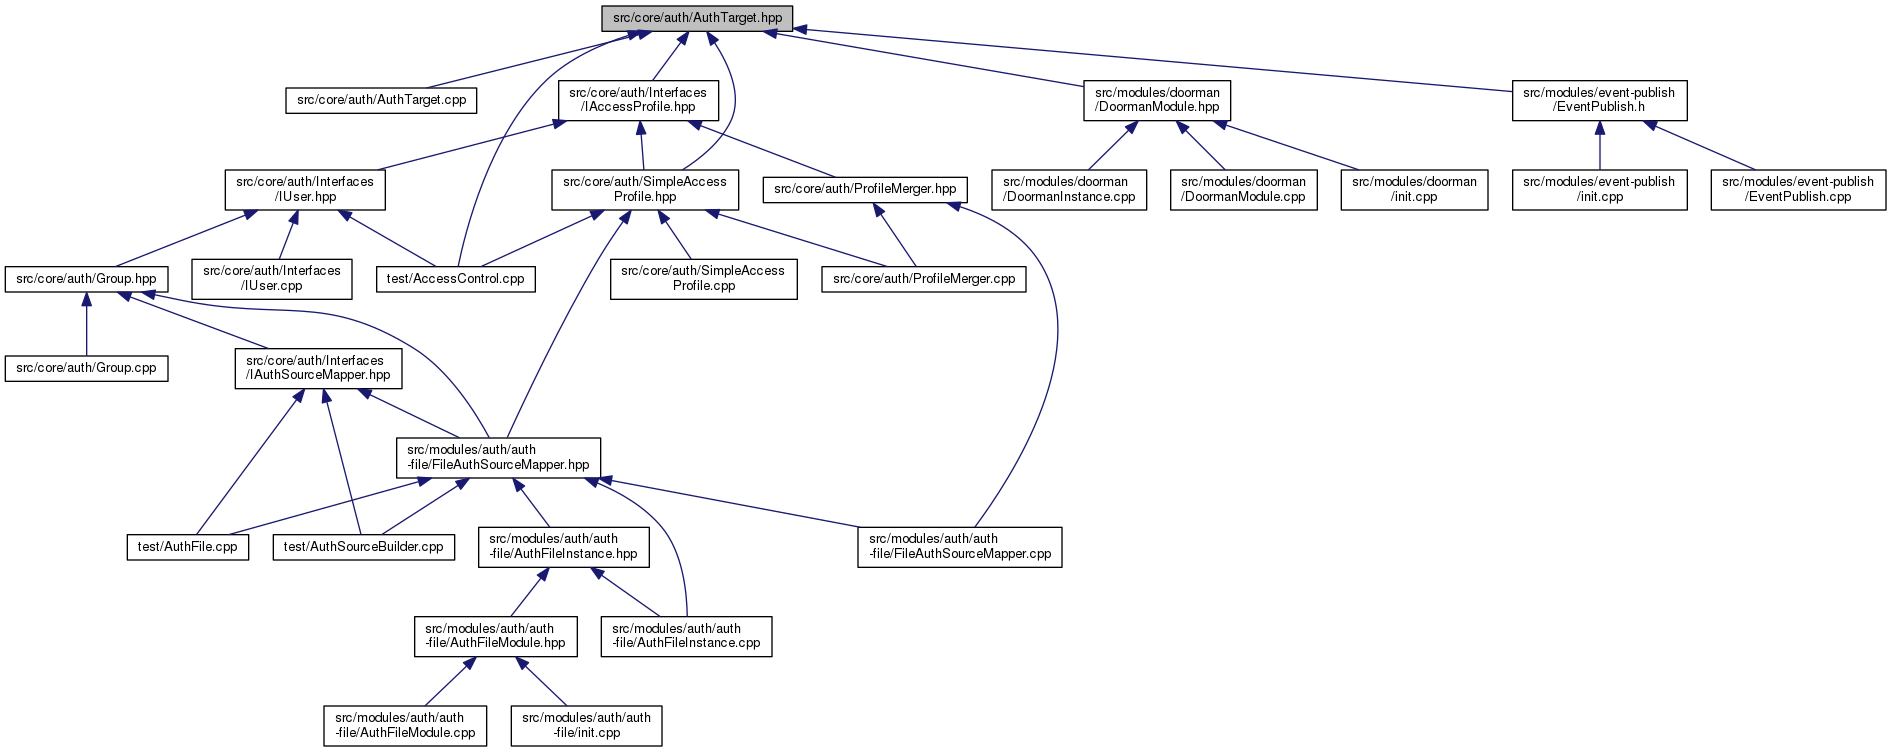 src/core/auth/AuthTarget.hpp
src/core/auth/AuthTarget.cpp
src/core/auth/Interfaces
/IAccessProfile.hpp
src/modules/doorman
/DoormanModule.hpp
src/modules/event-publish
/EventPublish.h
src/core/auth/Interfaces
/IUser.hpp
src/core/auth/SimpleAccess
Profile.hpp
src/core/auth/ProfileMerger.hpp
src/modules/doorman
/DoormanInstance.cpp
src/modules/doorman
/DoormanModule.cpp
src/modules/doorman
/init.cpp
src/modules/event-publish
/init.cpp
src/modules/event-publish
/EventPublish.cpp
src/core/auth/Group.hpp
src/core/auth/Interfaces
/IUser.cpp
test/AccessControl.cpp
src/core/auth/SimpleAccess
Profile.cpp
src/core/auth/ProfileMerger.cpp
src/core/auth/Group.cpp
src/core/auth/Interfaces
/IAuthSourceMapper.hpp
src/modules/auth/auth
-file/FileAuthSourceMapper.hpp
test/AuthFile.cpp
test/AuthSourceBuilder.cpp
src/modules/auth/auth
-file/AuthFileInstance.hpp
src/modules/auth/auth
-file/FileAuthSourceMapper.cpp
src/modules/auth/auth
-file/AuthFileModule.hpp
src/modules/auth/auth
-file/AuthFileInstance.cpp
src/modules/auth/auth
-file/AuthFileModule.cpp
src/modules/auth/auth
-file/init.cpp